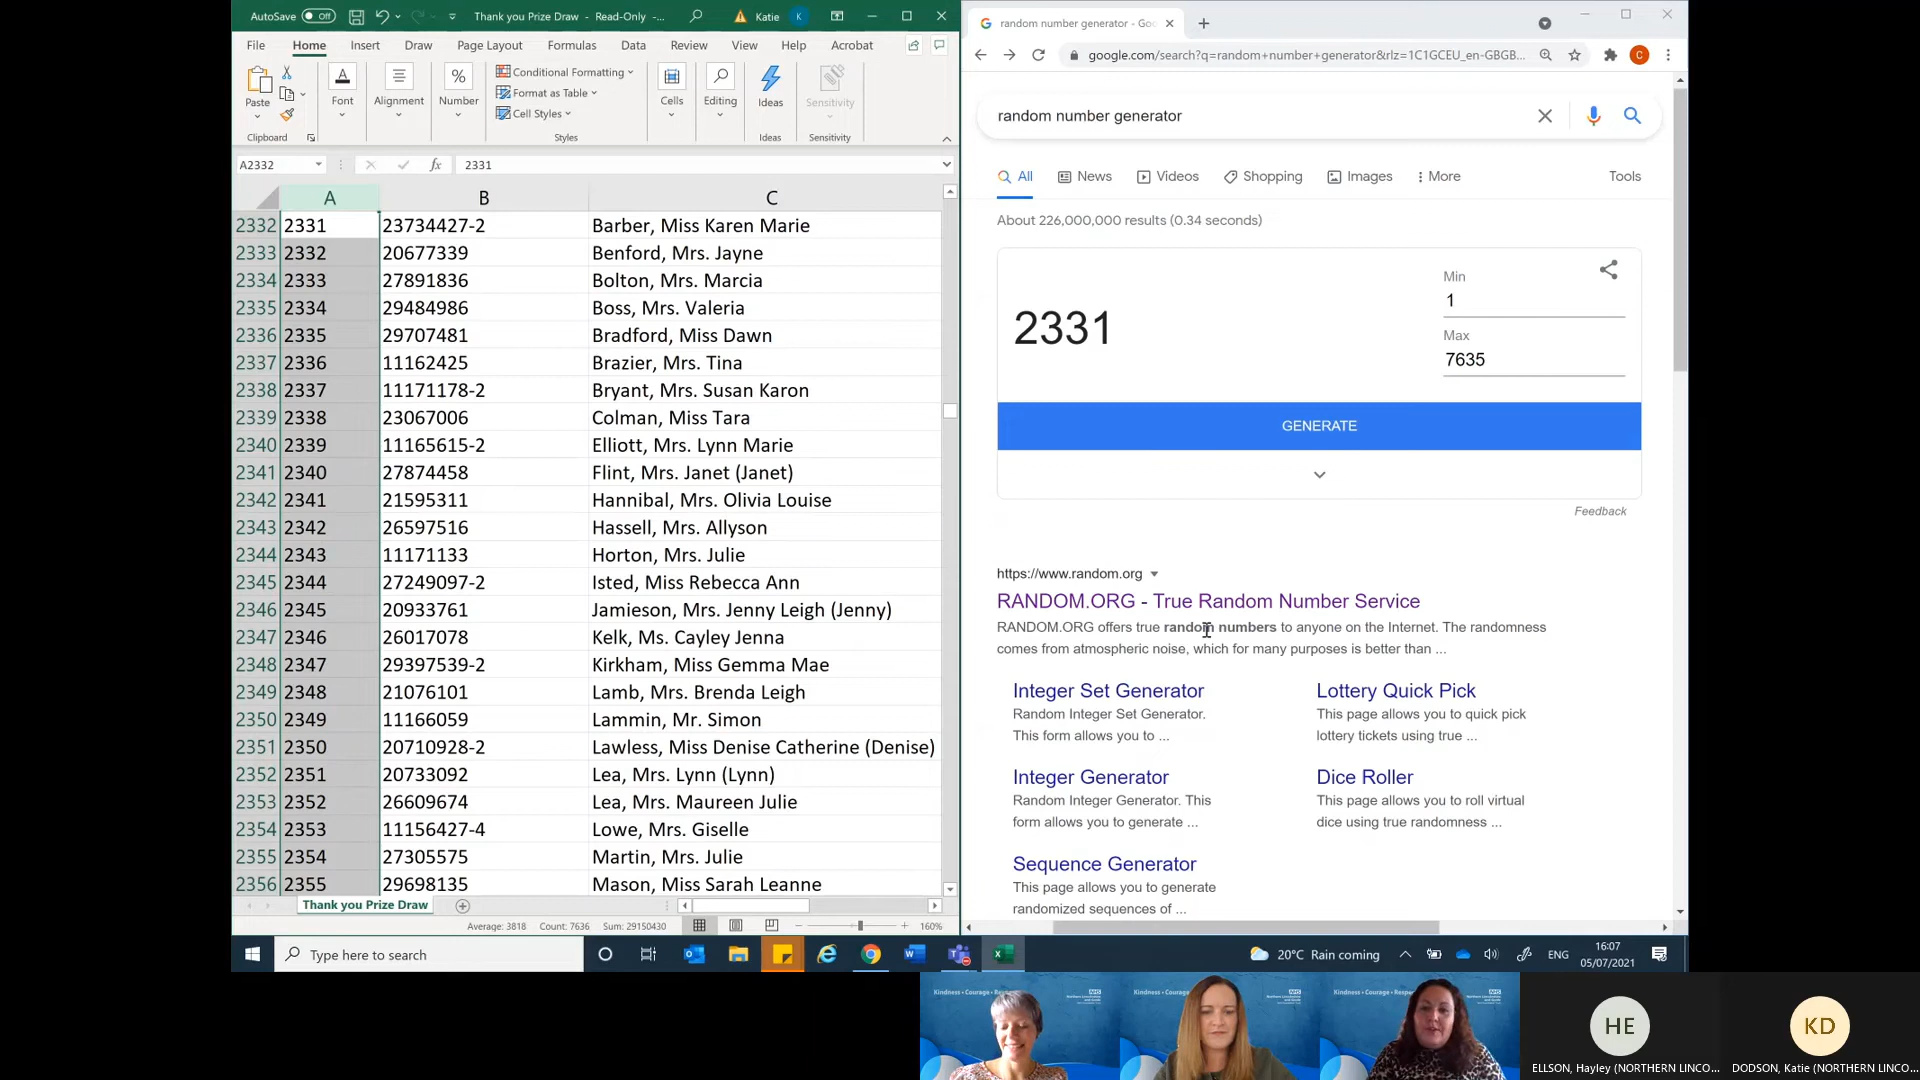 AutoSave Off Thank you Prize Draw - Read-Only -... Katie K
File Home Insert Draw Page Layout Formulas Data Review View Help Acrobat
Paste Font Alignment Number Conditional Formatting Format as Table Cell Styles Cells Editing Ideas Sensitivity
Clipboard Styles Ideas Sensitivity
A2332 fx 2331
A B C
2332 2331 23734427-2 Barber, Miss Karen Marie
2333 2332 20677339 Benford, Mrs. Jayne
2334 2333 27891836 Bolton, Mrs. Marcia
2335 2334 29484986 Boss, Mrs. Valeria
2336 2335 29707481 Bradford, Miss Dawn
2337 2336 11162425 Brazier, Mrs. Tina
2338 2337 11171178-2 Bryant, Mrs. Susan Karon
2339 2338 23067006 Colman, Miss Tara
2340 2339 11165615-2 Elliott, Mrs. Lynn Marie
2341 2340 27874458 Flint, Mrs. Janet (Janet)
2342 2341 21595311 Hannibal, Mrs. Olivia Louise
2343 2342 26597516 Hassell, Mrs. Allyson
2344 2343 11171133 Horton, Mrs. Julie
2345 2344 27249097-2 Isted, Miss Rebecca Ann
2346 2345 20933761 Jamieson, Mrs. Jenny Leigh (Jenny)
2347 2346 26017078 Kelk, Ms. Cayley Jenna
2348 2347 29397539-2 Kirkham, Miss Gemma Mae
2349 2348 21076101 Lamb, Mrs. Brenda Leigh
2350 2349 11166059 Lammin, Mr. Simon
2351 2350 20710928-2 Lawless, Miss Denise Catherine (Denise)
2352 2351 20733092 Lea, Mrs. Lynn (Lynn)
2353 2352 26609674 Lea, Mrs. Maureen Julie
2354 2353 11156427-4 Lowe, Mrs. Giselle
2355 2354 27305575 Martin, Mrs. Julie
2356 2355 29698135 Mason, Miss Sarah Leanne
Thank you Prize Draw
Average: 3818 Count: 7636 Sum: 29150430 160%
random number generator - Goo
google.com/search?q=random+number+generator&rlz=1C1GCEU_en-GBGB... C
random number generator
All News Videos Shopping Images More Tools
About 226,000,000 results (0.34 seconds)
2331
Min
1
Max
7635
GENERATE
Feedback
https://www.random.org
RANDOM.ORG - True Random Number Service
RANDOM.ORG offers true random numbers to anyone on the Internet. The randomness
comes from atmospheric noise, which for many purposes is better than ...
Integer Set Generator
Random Integer Set Generator.
This form allows you to ...
Lottery Quick Pick
This page allows you to quick pick
lottery tickets using true ...
Integer Generator
Random Integer Generator. This
form allows you to generate ...
Dice Roller
This page allows you to roll virtual
dice using true randomness ...
Sequence Generator
This page allows you to generate
randomized sequences of ...
Type here to search 20°C Rain coming ENG 16:07
05/07/2021
Kindness • Courage • Respe NHS
Kindness • Courage NHS
Kindness • Courage • Respe NHS
HE
KD
ELLSON, Hayley (NORTHERN LINCO...
DODSON, Katie (NORTHERN LINCO...